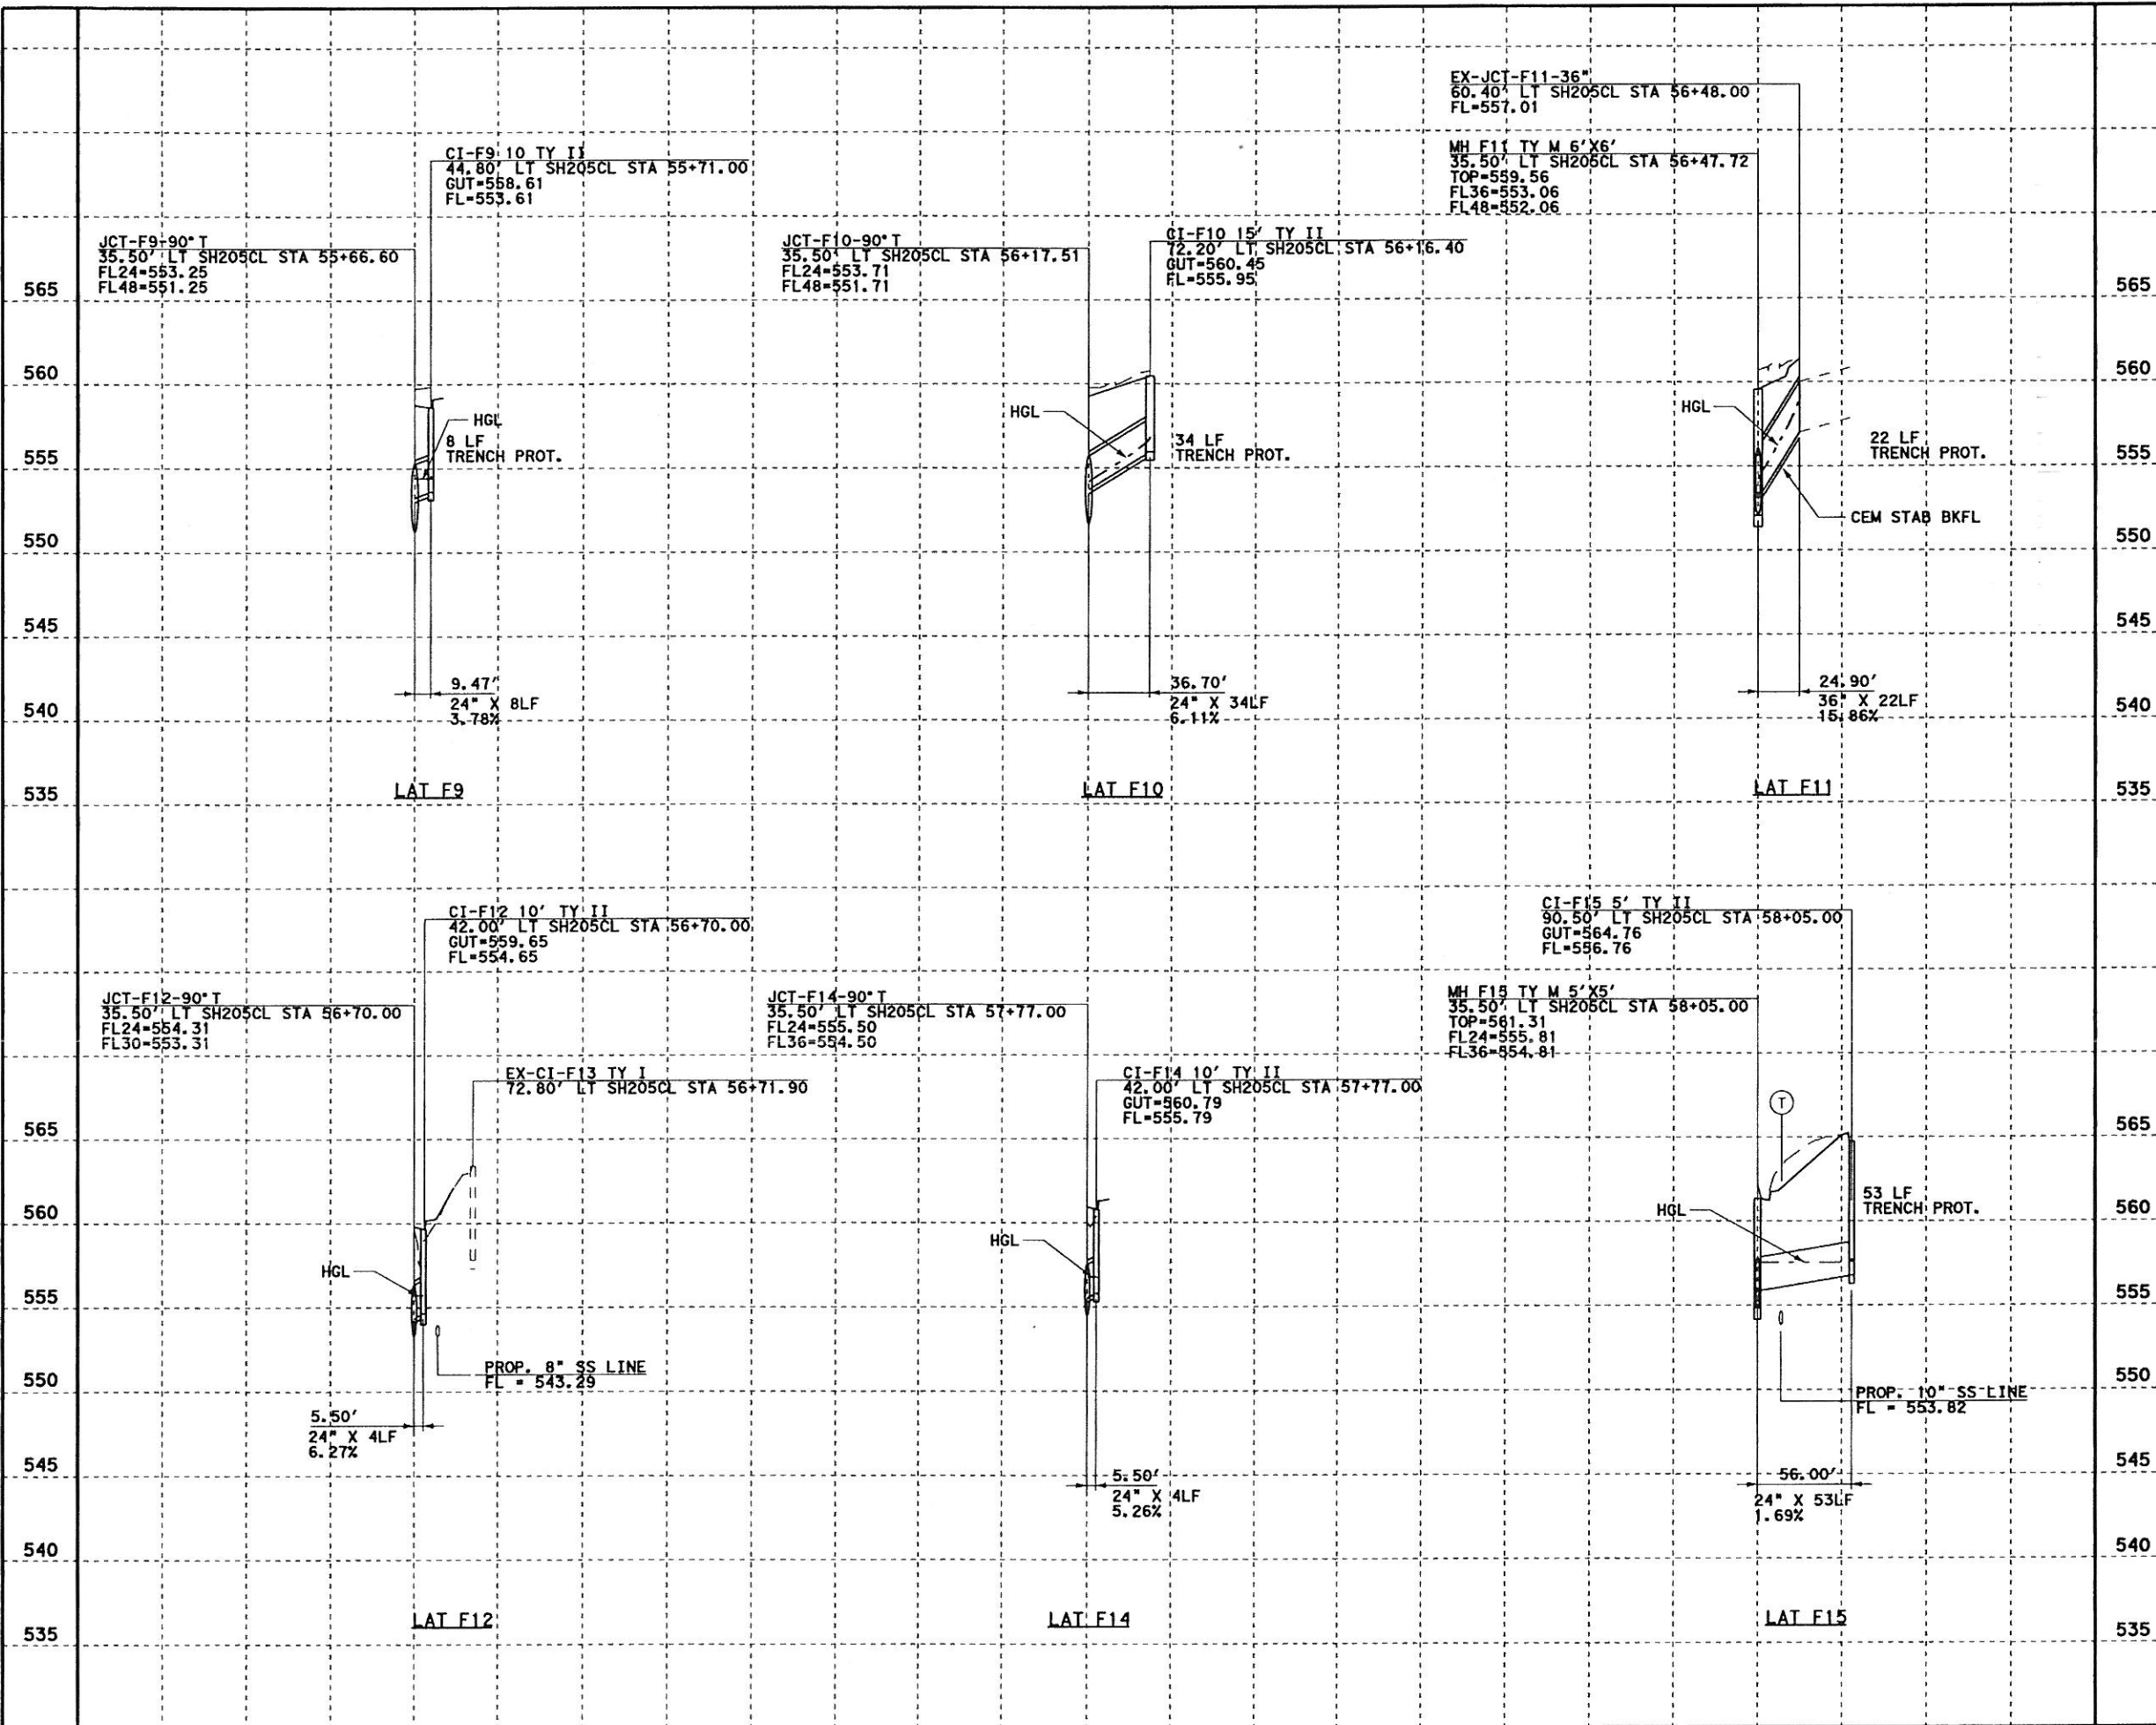 EX-JCT-F11-36"
60.40' LT SH205CL STA 56+48.00
FL=557.01
MH F11 TY M 6'X6'
35.50' LT SH205CL STA 56+47.72
TOP=559.56
FL36=553.06
FL48=552.06
CI-F9 10 TY II
44.80' LT SH205CL STA 55+71.00
GUT=558.61
FL=553.61
JCT-F9-90°T
35.50' LT SH205CL STA 55+66.60
FL24=553.25
FL48=551.25
JCT-F10-90°T
35.50' LT SH205CL STA 56+17.51
FL24=553.71
FL48=551.71
CI-F10 15' TY II
72.20' LT SH205CL STA 56+16.40
GUT=560.45
FL=555.95
565
565
560
560
HGL
8 LF
TRENCH PROT.
HGL
34 LF
TRENCH PROT.
HGL
22 LF
TRENCH PROT.
555
555
CEM STAB BKFL
550
550
545
545
9.47'
24" X 8LF
3.78%
36.70'
24" X 34LF
6.11%
24.90'
36" X 22LF
15.86%
540
540
LAT F9
LAT F10
LAT F11
535
535
CI-F12 10' TY II
42.00' LT SH205CL STA 56+70.00
GUT=559.65
FL=554.65
CI-F15 5' TY II
90.50' LT SH205CL STA 58+05.00
GUT=564.76
FL=556.76
JCT-F12-90°T
35.50' LT SH205CL STA 56+70.00
FL24=554.31
FL30=553.31
JCT-F14-90°T
35.50' LT SH205CL STA 57+77.00
FL24=555.50
FL36=554.50
MH F15 TY M 5'X5'
35.50' LT SH205CL STA 58+05.00
TOP=561.31
FL24=555.81
FL36=554.81
EX-CI-F13 TY I
72.80' LT SH205CL STA 56+71.90
CI-F14 10' TY II
42.00' LT SH205CL STA 57+77.00
GUT=560.79
FL=555.79
T
565
565
560
560
HGL
HGL
HGL
53 LF
TRENCH PROT.
555
555
PROP. 8" SS LINE
FL = 543.29
550
550
PROP. 10" SS LINE
FL = 553.82
5.50'
24" X 4LF
6.27%
545
545
5.50'
24" X 4LF
5.26%
56.00'
24" X 53LF
1.69%
540
540
LAT F12
LAT F14
LAT F15
535
535